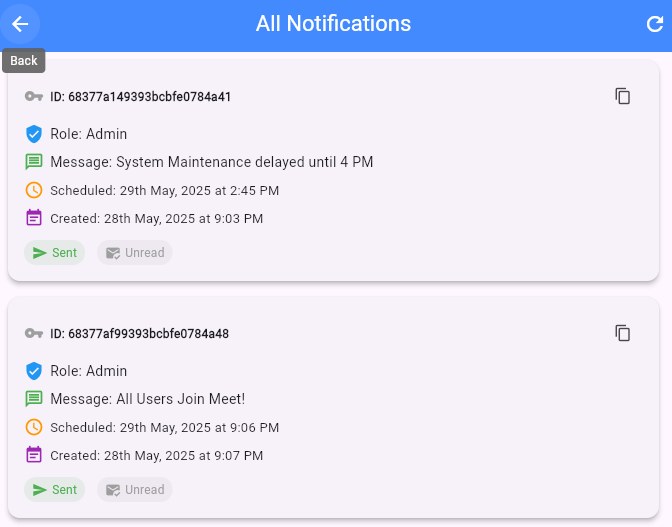 All Notifications
Back
ID: 68377a149393bcbfe0784a41
Role: Admin
Message: System Maintenance delayed until 4 PM
Scheduled: 29th May, 2025 at 2:45 PM
Created: 28th May, 2025 at 9:03 PM
Sent Unread
ID: 68377af99393bcbfe0784a48
Role: Admin
Message: All Users Join Meet!
Scheduled: 29th May, 2025 at 9:06 PM
Created: 28th May, 2025 at 9:07 PM
Sent Unread